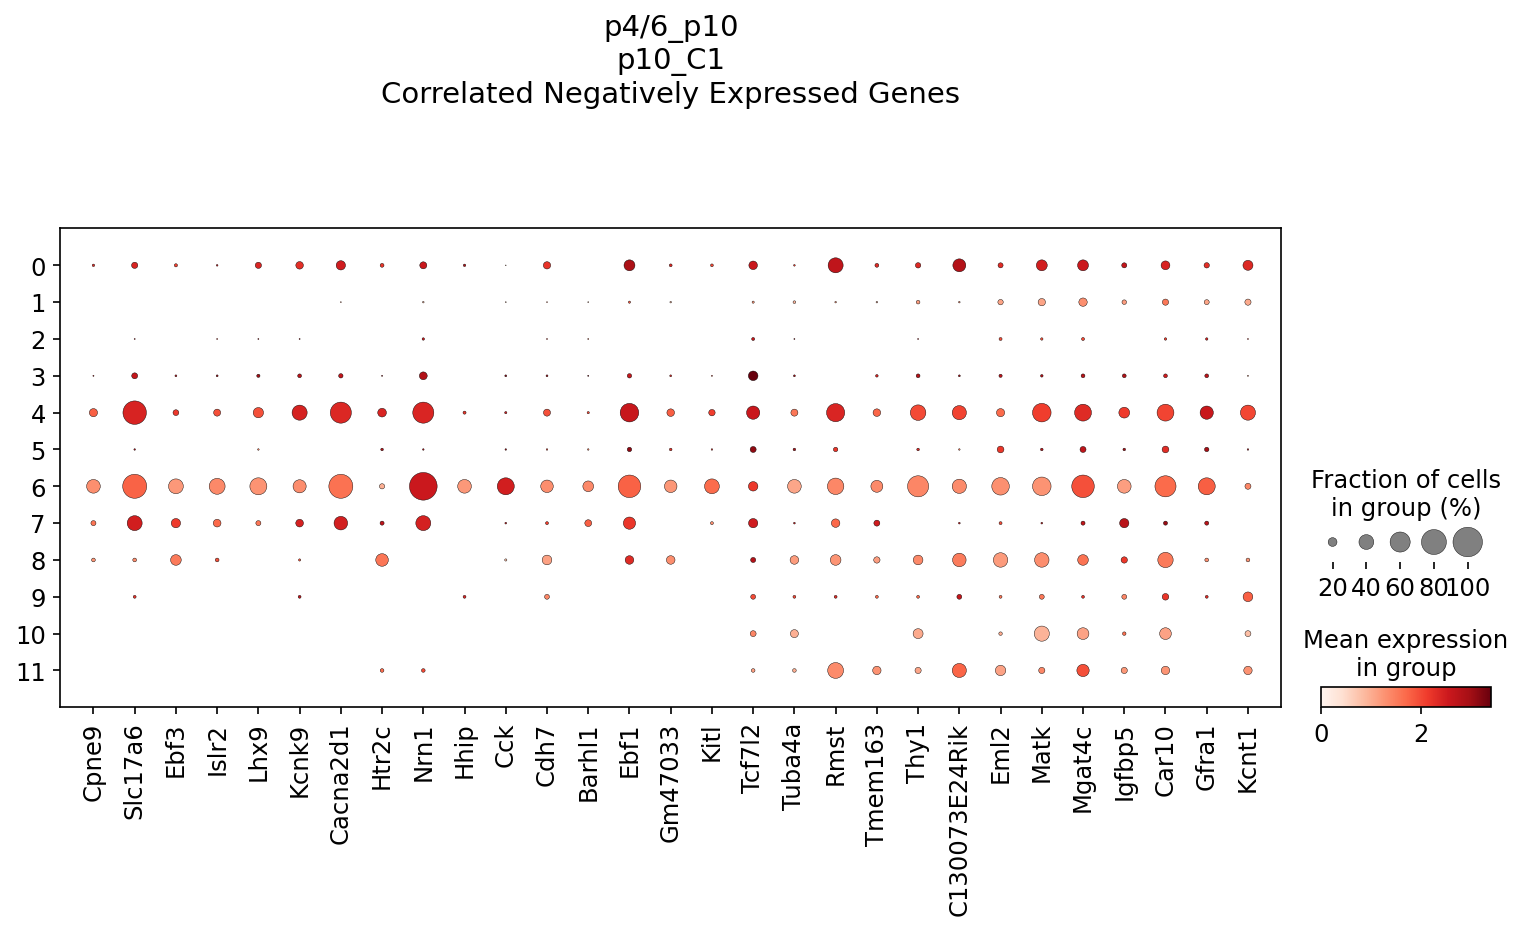 p4/6_p10
p10_C1
Correlated Negatively Expressed Genes
0
1
2
3
4
5
6
7
8
9
10
11
Cpne9
Slc17a6
Ebf3
Islr2
Lhx9
Kcnk9
Cacna2d1
Htr2c
Nrn1
Hhip
Cck
Cdh7
Barhl1
Ebf1
Gm47033
Kitl
Tcf7l2
Tuba4a
Rmst
Tmem163
Thy1
C130073E24Rik
Eml2
Matk
Mgat4c
Igfbp5
Car10
Gfra1
Kcnt1
Fraction of cells
in group (%)
20 40 60 80 100
Mean expression
in group
0 2